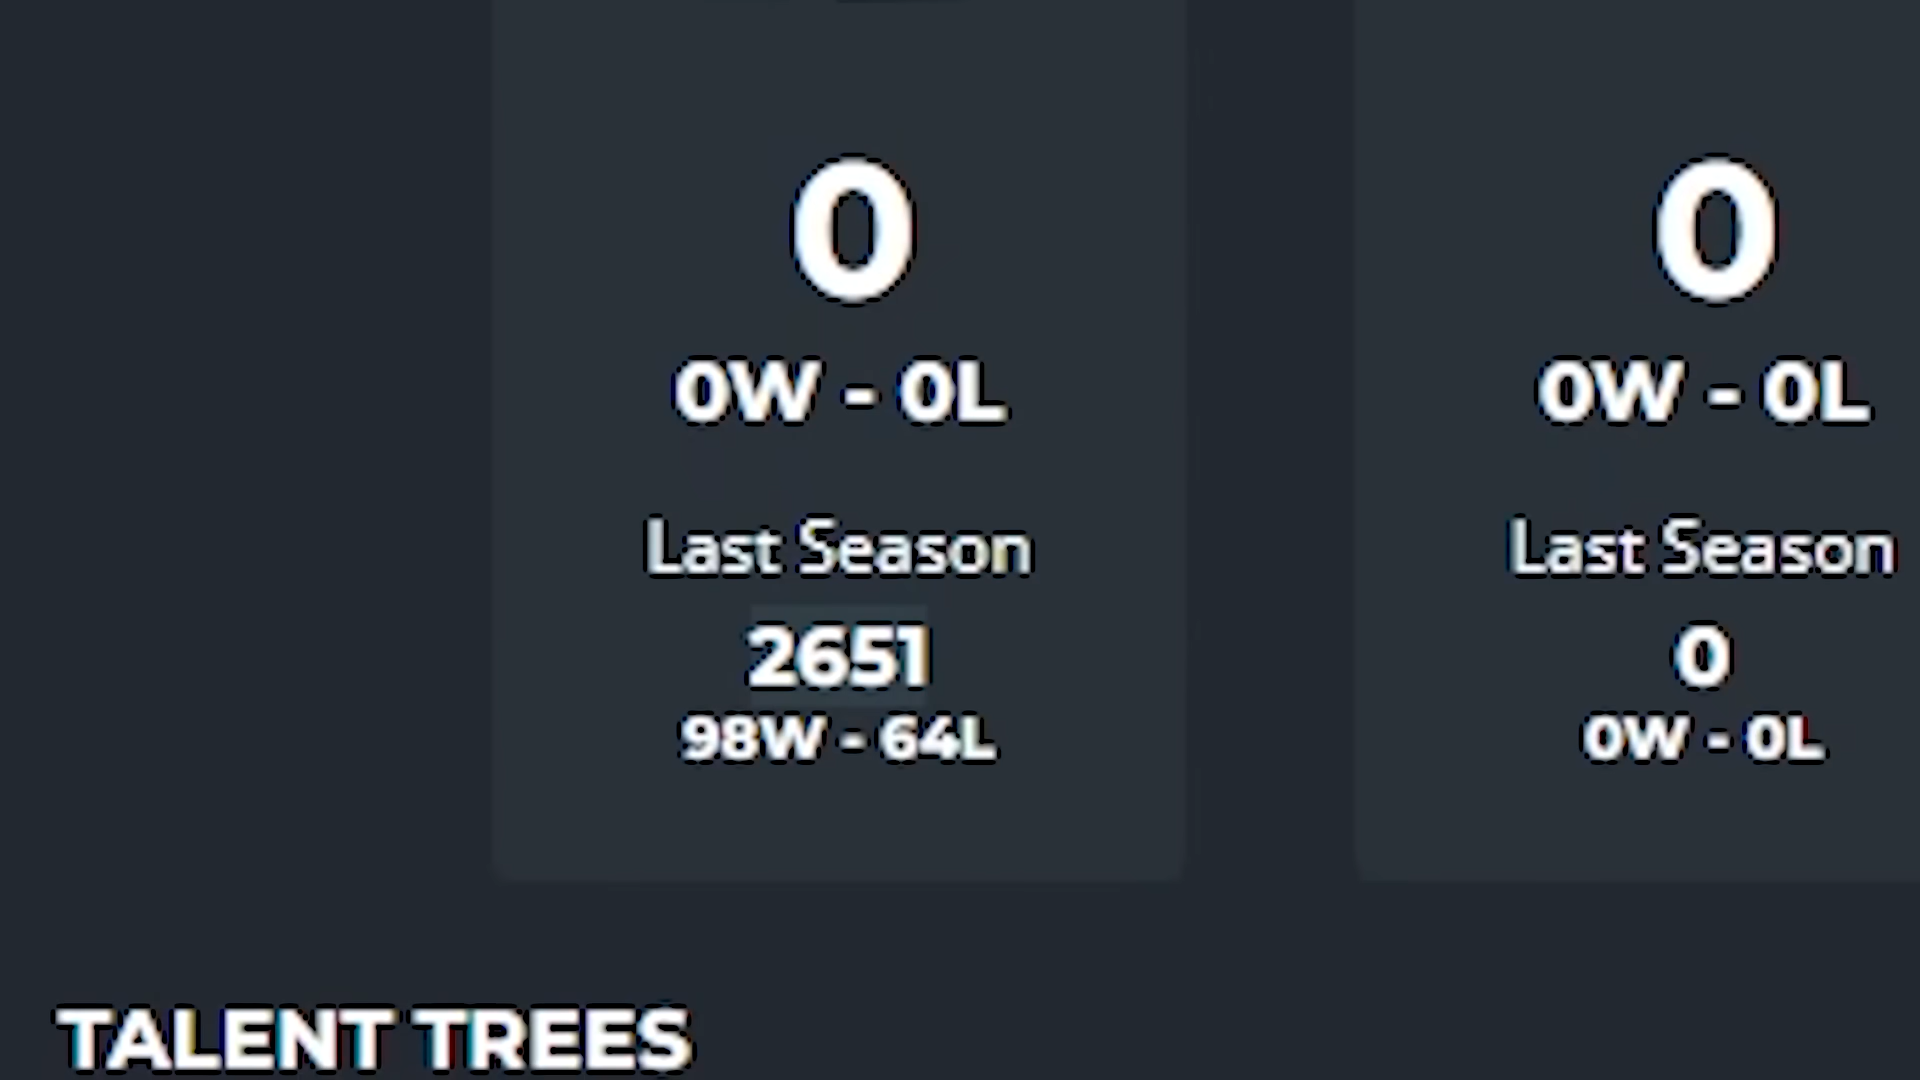 0
0W - 0L
Last Season
2651
98W - 64L
0
0W - 0L
Last Season
0
0W - 0L
TALENT TREES